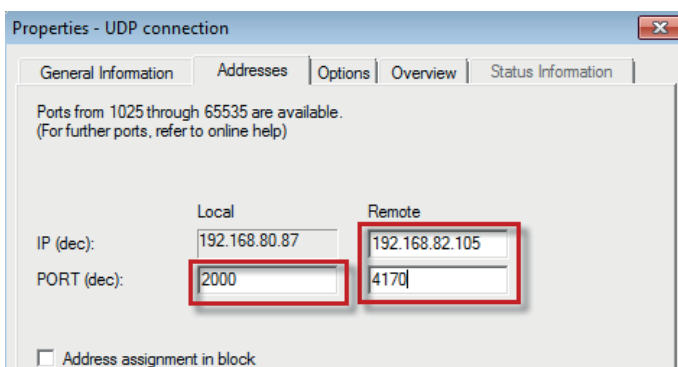 Properties - UDP connection
General Information Addresses Options Overview Status Information
Ports from 1025 through 65535 are available.
(For further ports, refer to online help)
Local Remote
IP (dec): 192.168.80.87 192.168.82.105
PORT (dec): 2000 4170
Address assignment in block